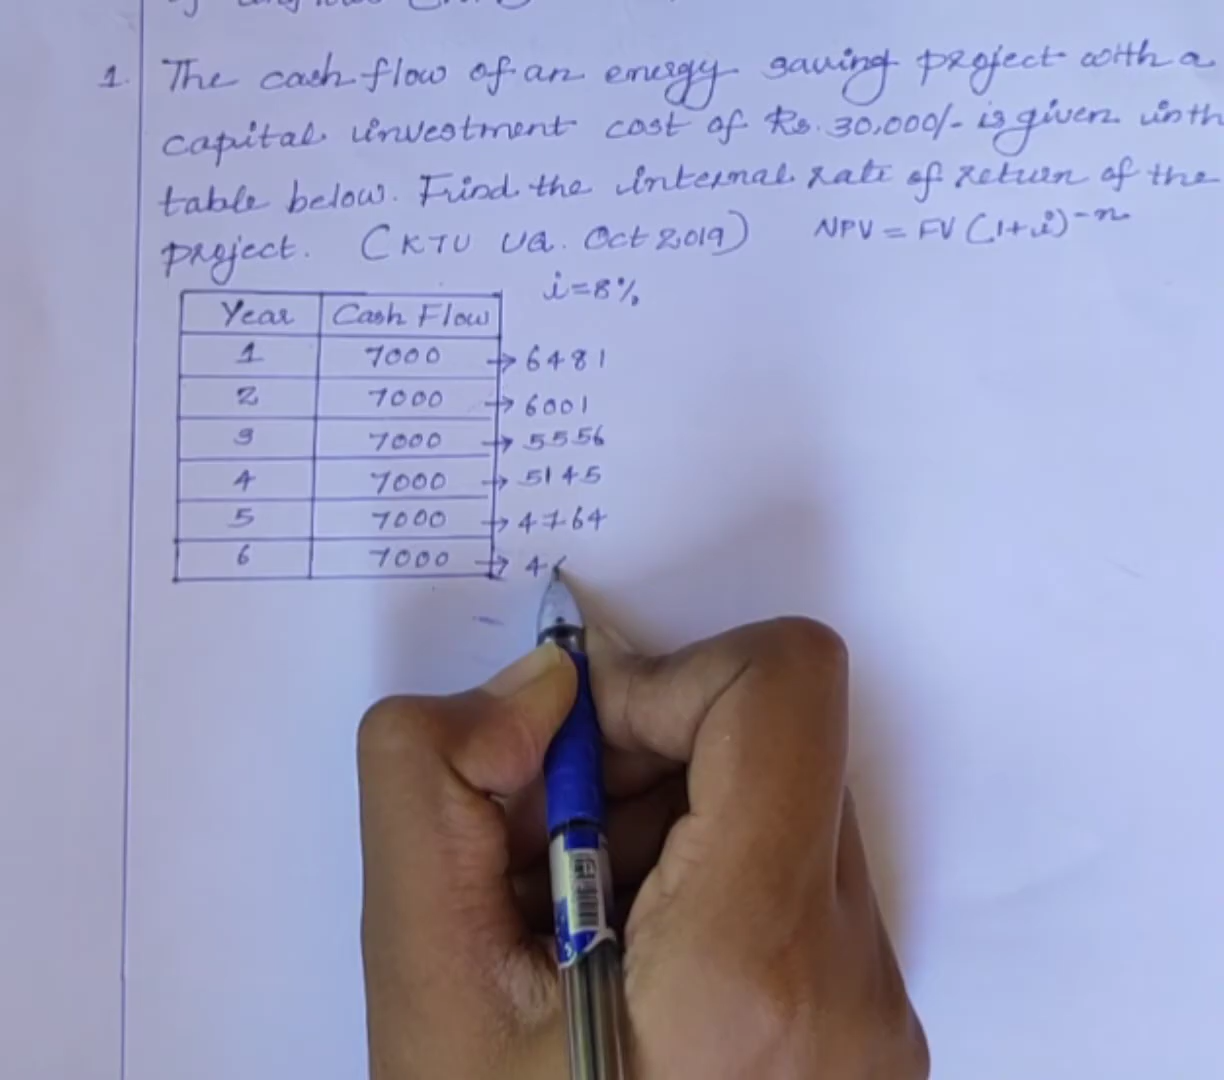 1. The cash flow of an energy saving project with a
capital investment cost of Rs. 30,000/- is given in th
table below. Find the internal rate of return of the
project. (KTU UQ. Oct 2019) NPV = FV (1+i)⁻ⁿ
i=8%
Year Cash Flow
1 7000 → 6481
2 7000 → 6001
3 7000 → 5556
4 7000 → 5145
5 7000 → 4764
6 7000 → 4